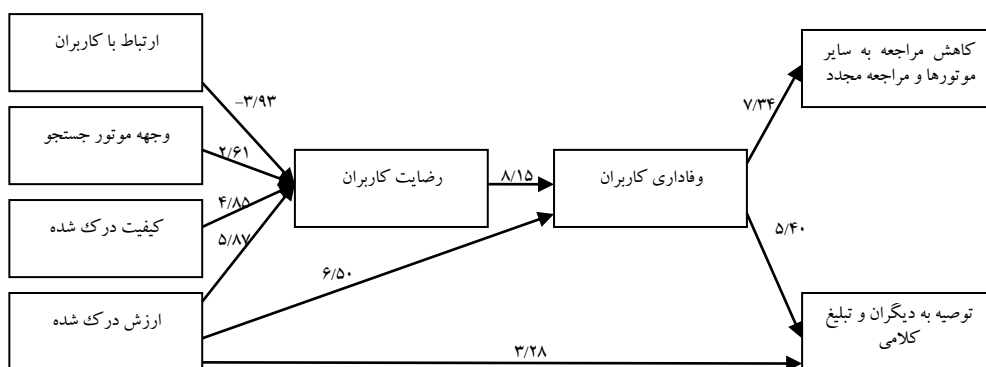 ارتباط با کاربران
وجهه موتور جستجو
کیفیت درک شده
ارزش درک شده
-۳/۹۳
۲/۶۱
۴/۸۵
۵/۸۷
رضایت کاربران
۸/۱۵
۶/۵۰
۳/۲۸
وفاداری کاربران
۷/۳۴
۵/۴۰
کاهش مراجعه به سایر
موتورها و مراجعه مجدد
توصیه به دیگران و تبلیغ
کلامی